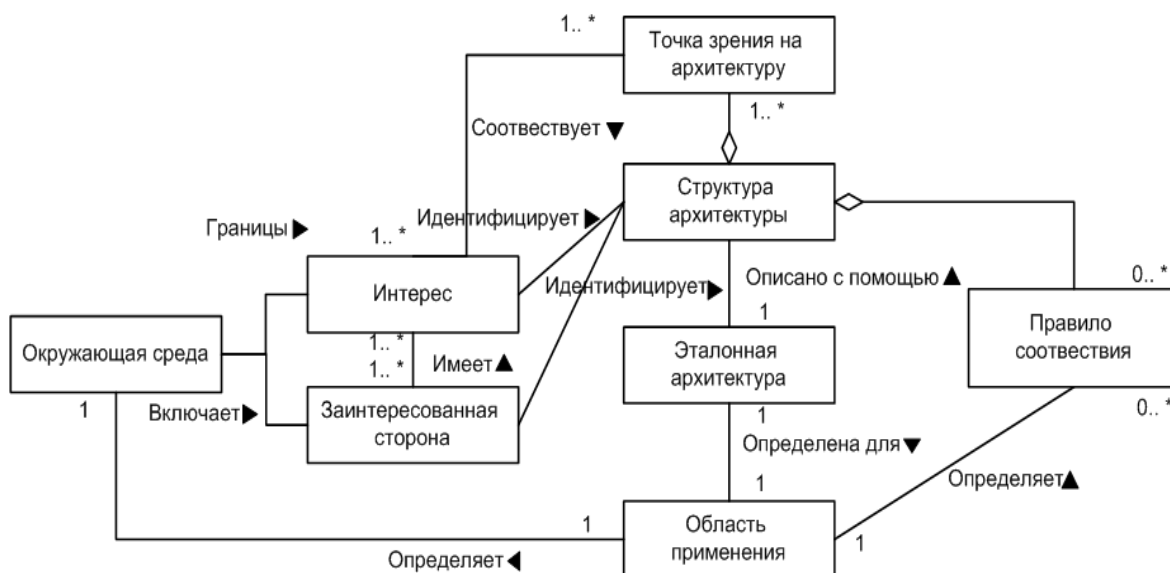 1.. *
Точка зрения на
архитектуру
1.. *
Соотвествует ▼
Структура
архитектуры
Идентифицирует ▶
Границы ▶
1.. *
Интерес
Идентифицирует ▶
Описано с помощью ▲
0.. *
1
Правило
соотвествия
Окружающая среда
1.. *
1.. *
Имеет ▲
Эталонная
архитектура
1
Включает ▶
Заинтересованная
сторона
1
0.. *
Определена для ▼
Определяет ▲
1
1
Область
применения
1
Определяет ◀